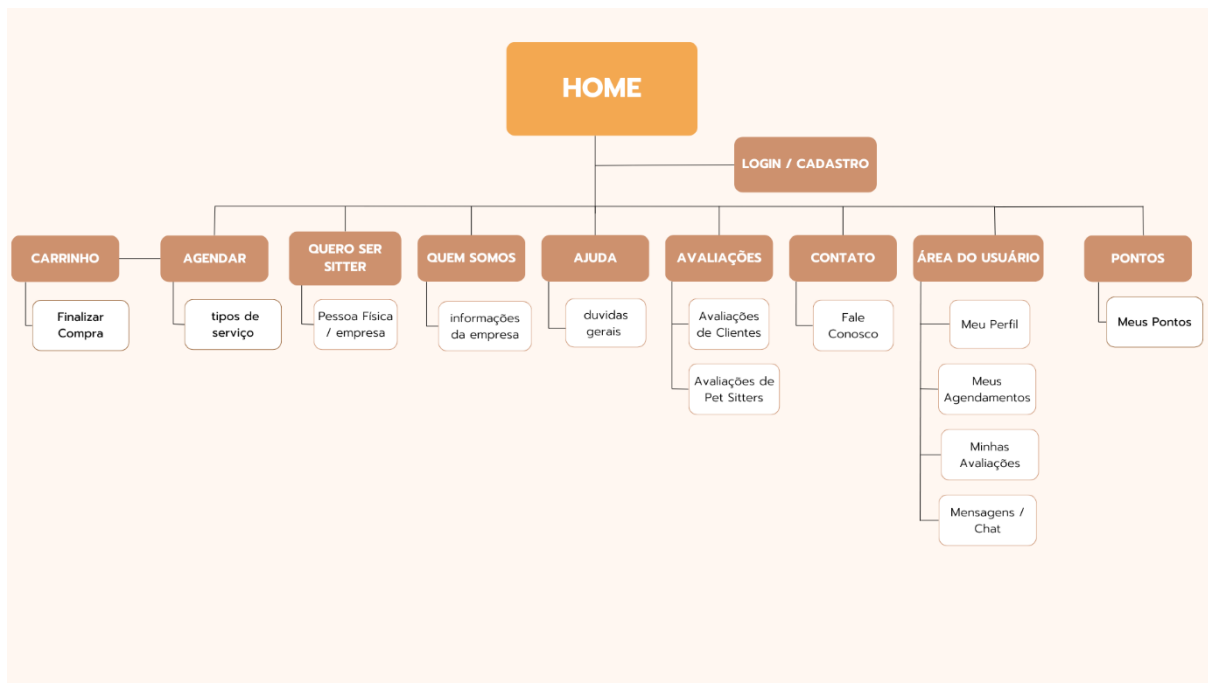 HOME
LOGIN / CADASTRO
CARRINHO
AGENDAR
QUERO SER
SITTER
QUEM SOMOS
AJUDA
AVALIAÇÕES
CONTATO
ÁREA DO USUÁRIO
PONTOS
Finalizar
Compra
tipos de
serviço
Pessoa Física
/ empresa
informações
da empresa
duvidas
gerais
Avaliações
de Clientes
Avaliações de
Pet Sitters
Fale
Conosco
Meu Perfil
Meus
Agendamentos
Minhas
Avaliações
Mensagens /
Chat
Meus Pontos